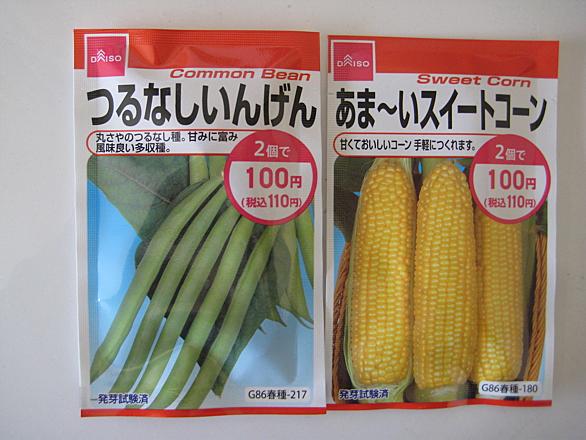 DAISO
Common Bean
つるなしいんげん
丸さやのつるなし種。甘みに富み
風味良い多収種。
2個で
100円
(税込110円)
一発芽試験済
G86春種-217
DAISO
Sweet Corn
あま〜いスイートコーン
甘くておいしいコーン 手軽につくれます。
2個で
100円
(税込110円)
発芽試験済
G86春種-180